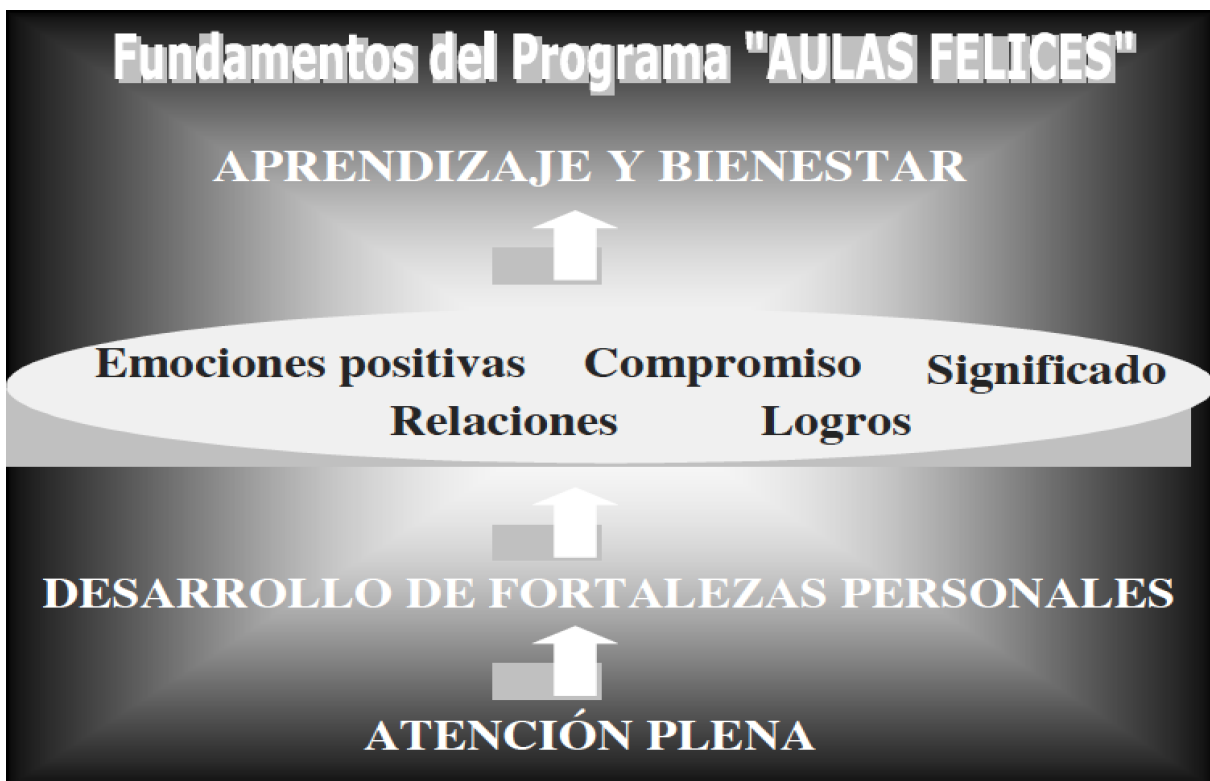 Fundamentos del Programa "AULAS FELICES"
APRENDIZAJE Y BIENESTAR
Emociones positivas Compromiso Significado
Relaciones Logros
DESARROLLO DE FORTALEZAS PERSONALES
ATENCIÓN PLENA